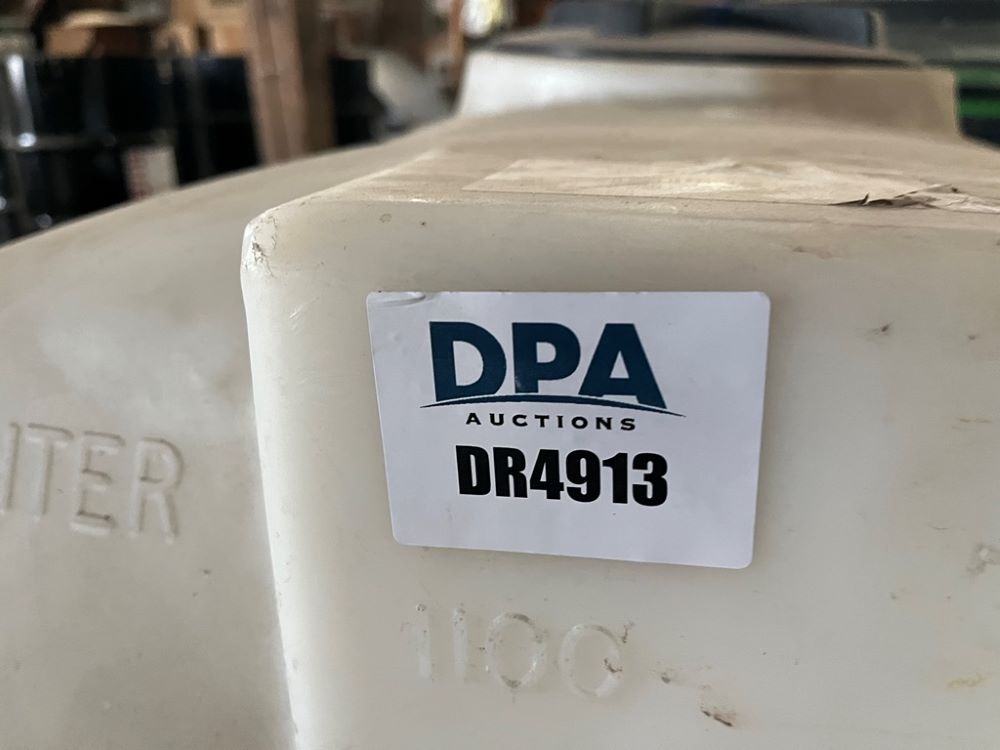 DPA
AUCTIONS
DR4913
ITER
1100